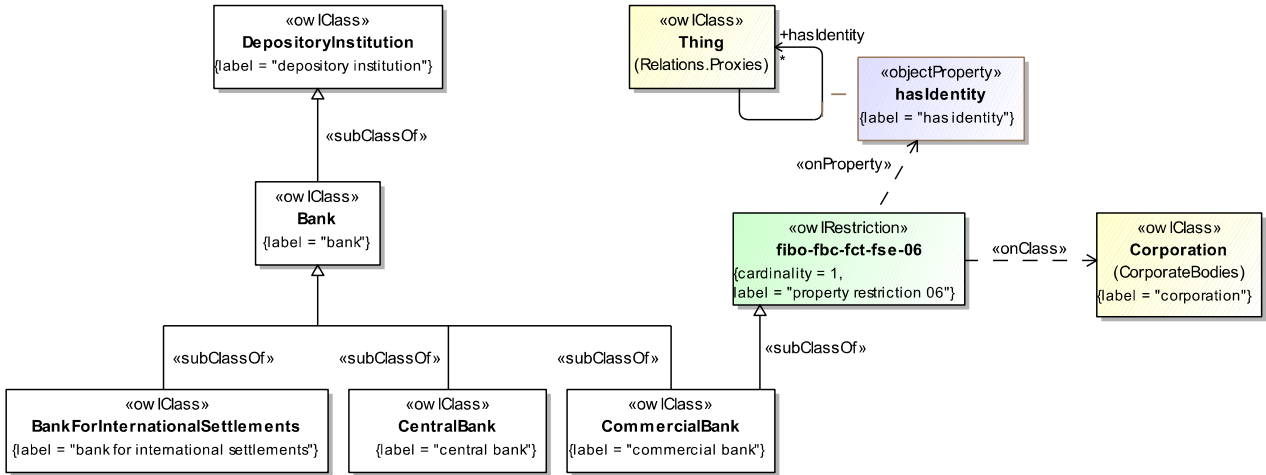 «owlClass»
DepositoryInstitution
{label = "depository institution"}
«subClassOf»
«owlClass»
Bank
{label = "bank"}
«subClassOf»
«subClassOf»
«subClassOf»
«owlClass»
BankForInternationalSettlements
{label = "bank for international settlements"}
«owlClass»
CentralBank
{label = "central bank"}
«owlClass»
CommercialBank
{label = "commercial bank"}
«owlClass»
Thing
(Relations.Proxies)
+hasIdentity
*
«objectProperty»
hasIdentity
{label = "has identity"}
«onProperty»
«owlRestriction»
fibo-fbc-fct-fse-06
{cardinality = 1,
label = "property restriction 06"}
«onClass»
«owlClass»
Corporation
(CorporateBodies)
{label = "corporation"}
«subClassOf»